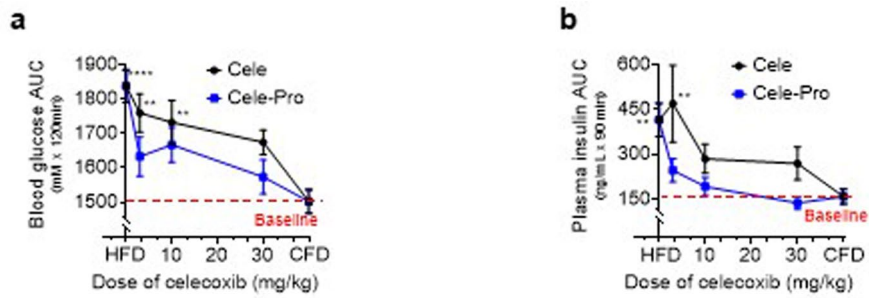 a
1900
1800
1700
1600
1500
Blood glucose AUC
(mM x 120min)
****
**
**
Cele
Cele-Pro
Baseline
HFD 10 20 30 CFD
Dose of celecoxib (mg/kg)
b
600
450
300
150
Plasma insulin AUC
(ng/mL x 90 min)
**
**
Cele
Cele-Pro
Baseline
HFD 10 20 30 CFD
Dose of celecoxib (mg/kg)